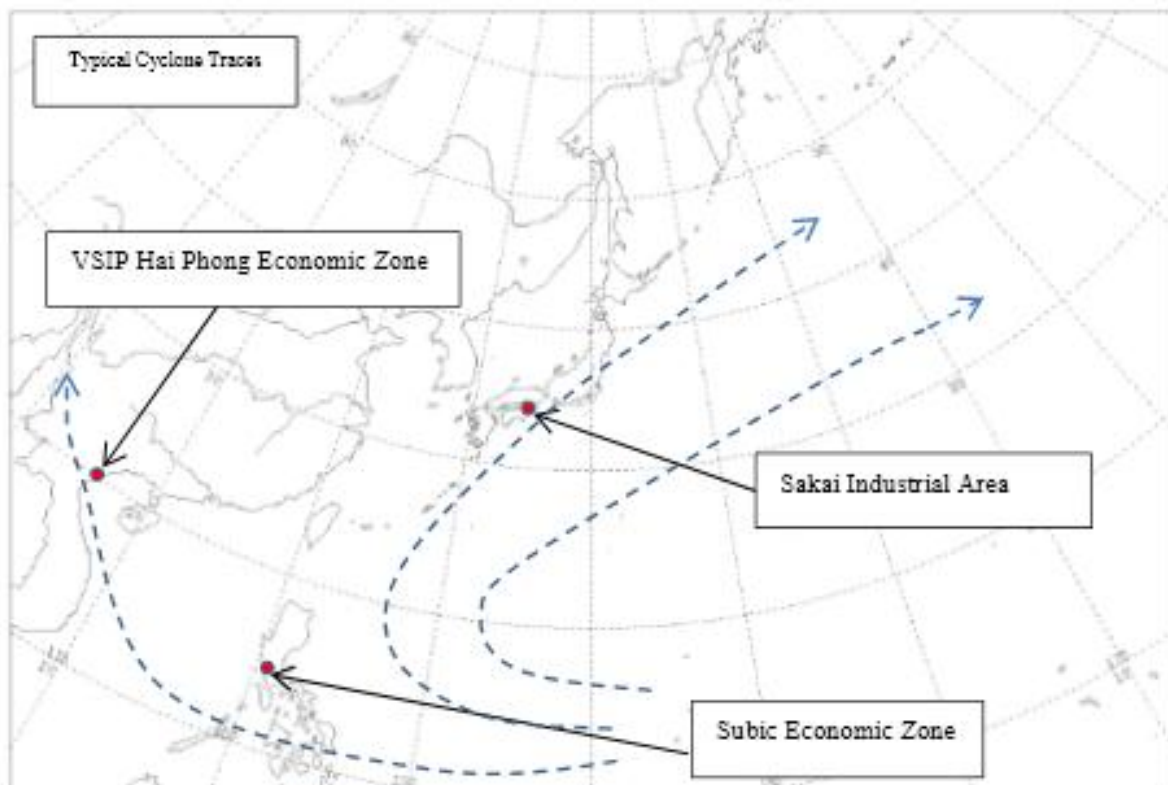 Typical Cyclone Traces
VSIP Hai Phong Economic Zone
Sakai Industrial Area
Subic Economic Zone